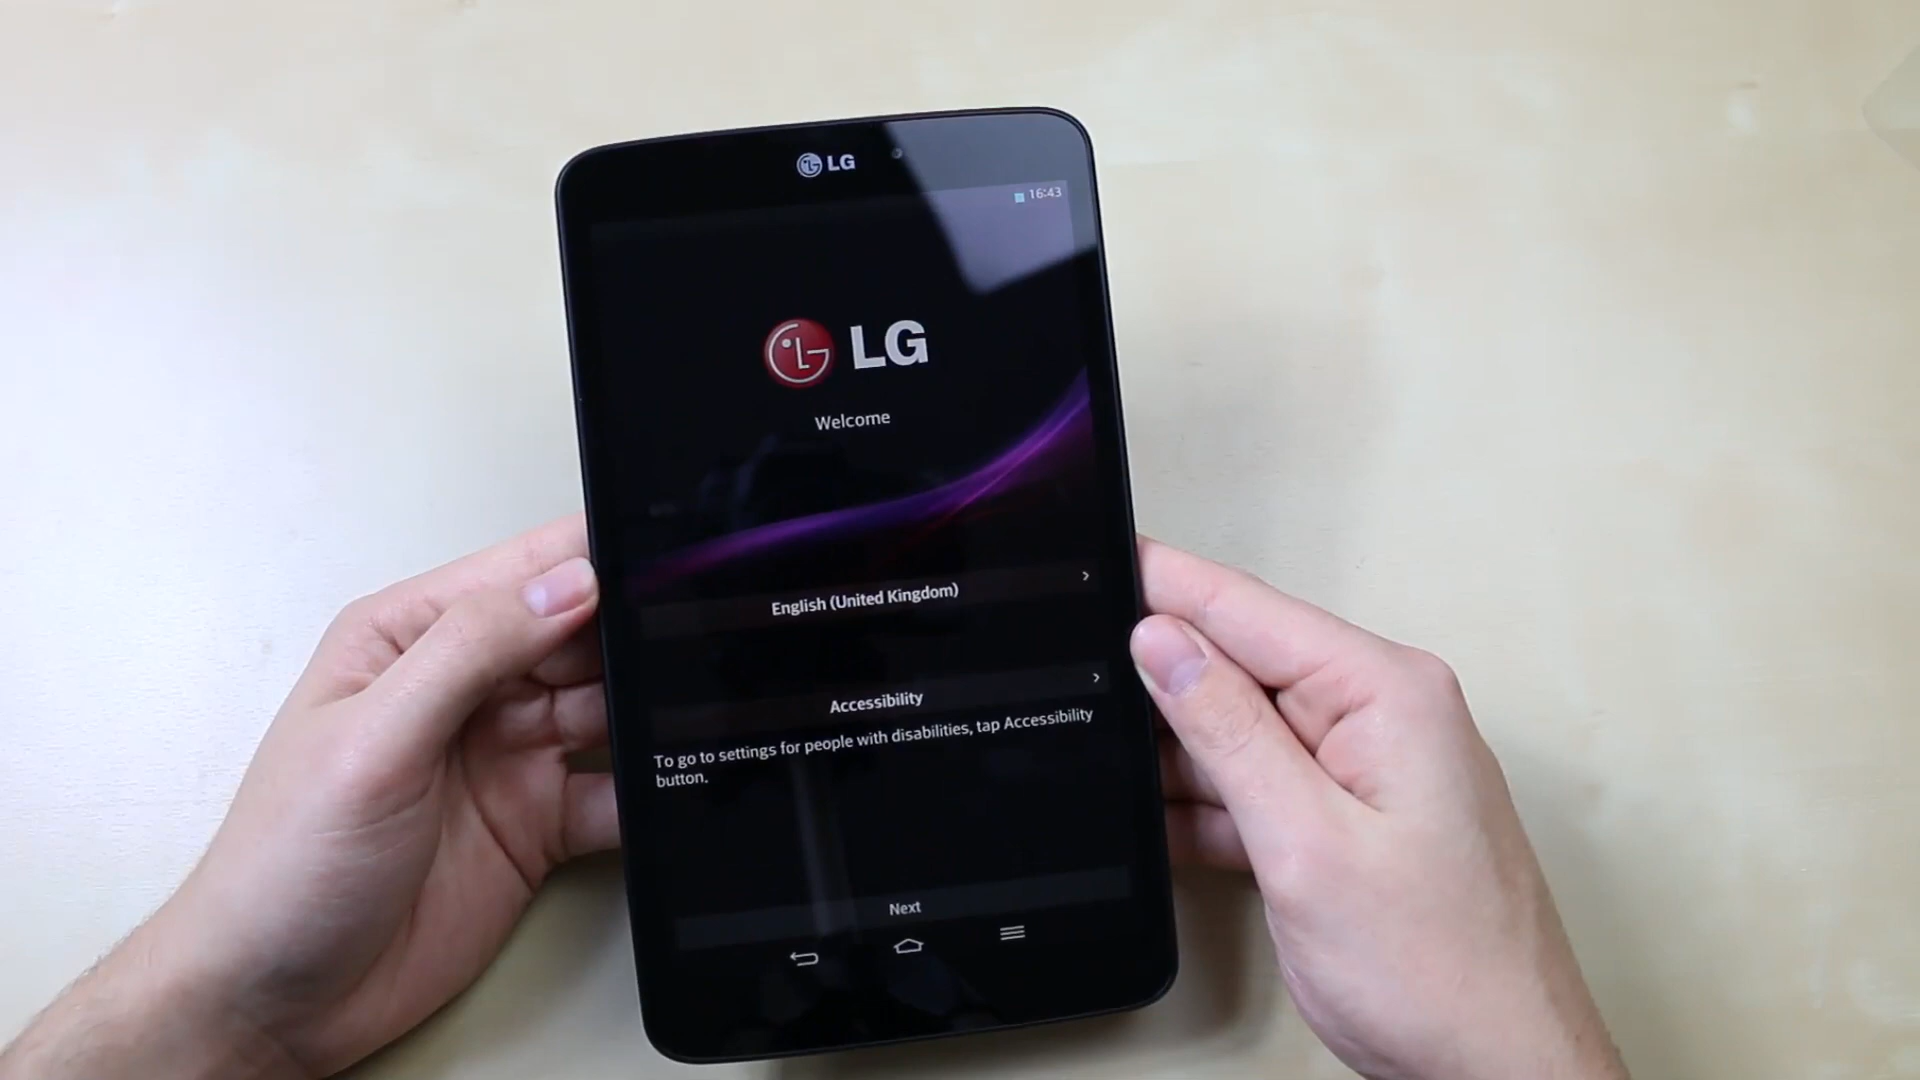 LG
16:43
LG
Welcome
English (United Kingdom)
Accessibility
To go to settings for people with disabilities, tap Accessibility
button.
Next